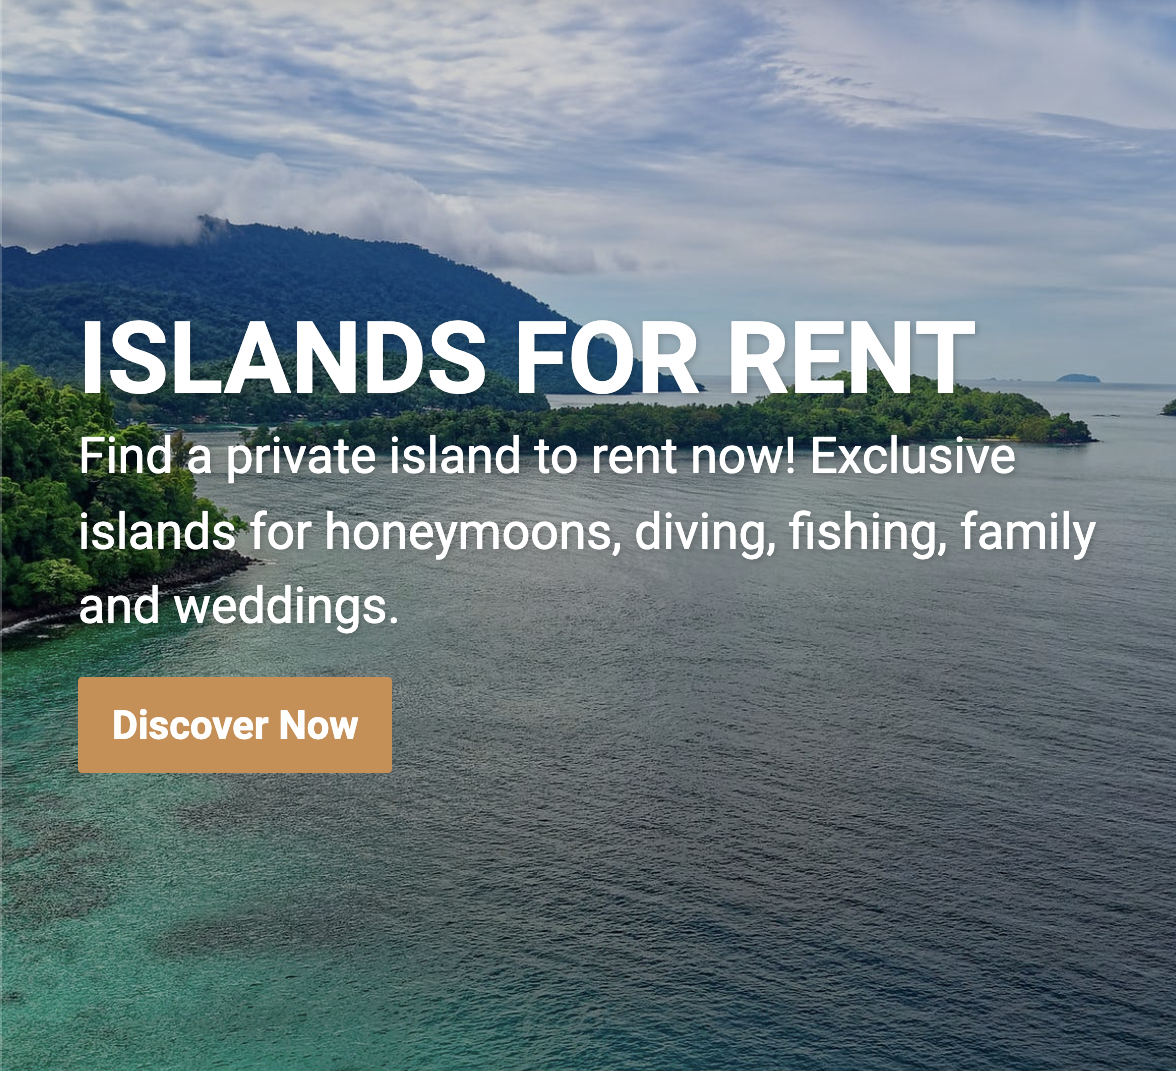 ISLANDS FOR RENT
Find a private island to rent now! Exclusive
islands for honeymoons, diving, fishing, family
and weddings.
Discover Now